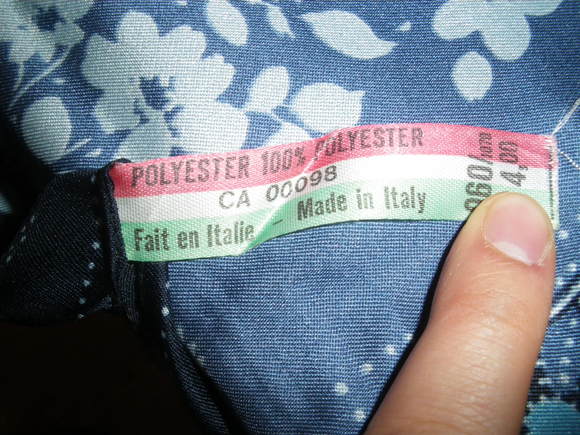 POLYESTER 100% POLYESTER
CA 00098
Fait en Italie - Made in Italy